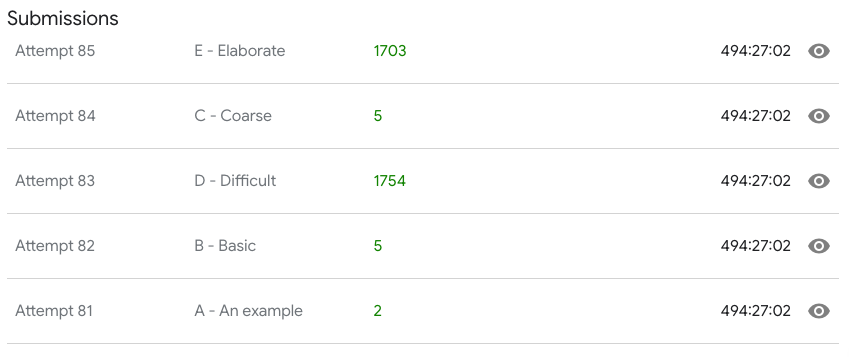 Submissions
Attempt 85 E - Elaborate 1703 494:27:02
Attempt 84 C - Coarse 5 494:27:02
Attempt 83 D - Difficult 1754 494:27:02
Attempt 82 B - Basic 5 494:27:02
Attempt 81 A - An example 2 494:27:02